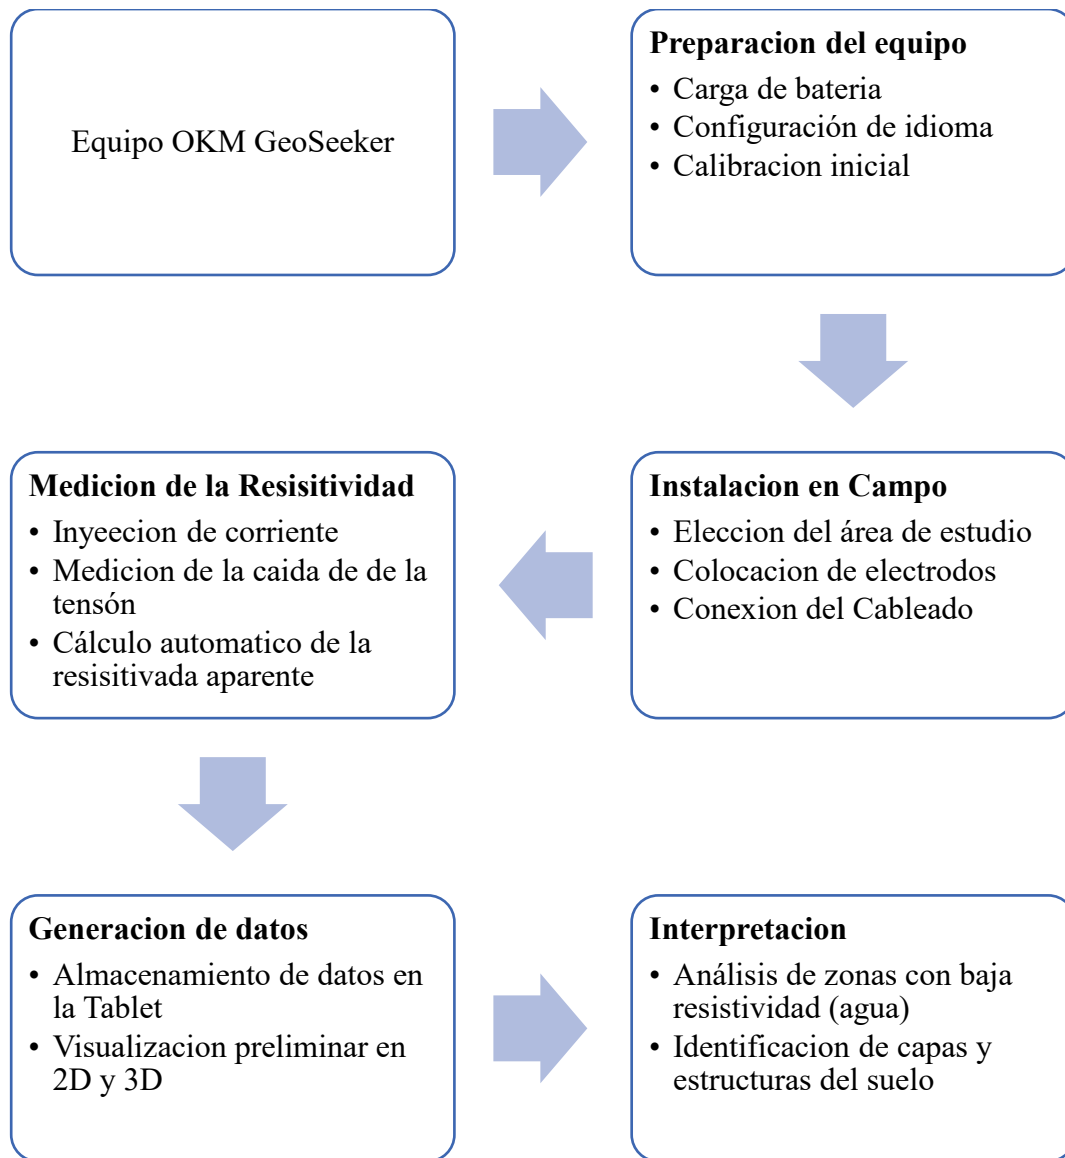 Equipo OKM GeoSeeker
Preparacion del equipo
• Carga de bateria
• Configuración de idioma
• Calibracion inicial
Instalacion en Campo
• Eleccion del área de estudio
• Colocacion de electrodos
• Conexion del Cableado
Medicion de la Resisitividad
• Inyeecion de corriente
• Medicion de la caida de de la
tensón
• Cálculo automatico de la
resisitivada aparente
Generacion de datos
• Almacenamiento de datos en
la Tablet
• Visualizacion preliminar en
2D y 3D
Interpretacion
• Análisis de zonas con baja
resistividad (agua)
• Identificacion de capas y
estructuras del suelo